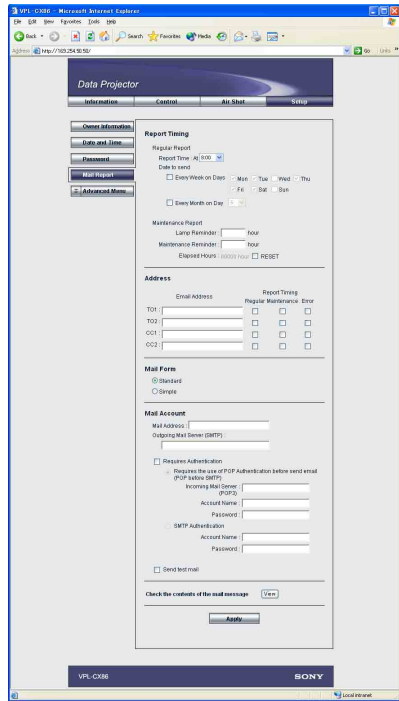 VPL-CX86 - Microsoft Internet Explorer
File Edit View Favorites Tools Help
Back Search Favorites Media
Address http://169.254.50.50/ Go Links
Data Projector
Information Control Air Shot Setup
Owner Information
Date and Time
Password
Mail Report
Advanced Menu
Report Timing
Regular Report
Report Time : At 8:00
Date to send
Every Week on Days Mon Tue Wed Thu
Fri Sat Sun
Every Month on Day
Maintenance Report
Lamp Reminder : hour
Maintenance Reminder : hour
Elapsed Hours : 00003 hour RESET
Address
Email Address
Report Timing
Regular Maintenance Error
TO1 :
TO2 :
CC1 :
CC2 :
Mail Form
Standard
Simple
Mail Account
Mail Address :
Outgoing Mail Server (SMTP) :
Requires Authentication
Requires the use of POP Authentication before send email
(POP before SMTP)
Incoming Mail Server :
(POP3)
Account Name :
Password :
SMTP Authentication
Account Name :
Password :
Send test mail
Check the contents of the mail message View
Apply
VPL-CX86 SONY
Local intranet